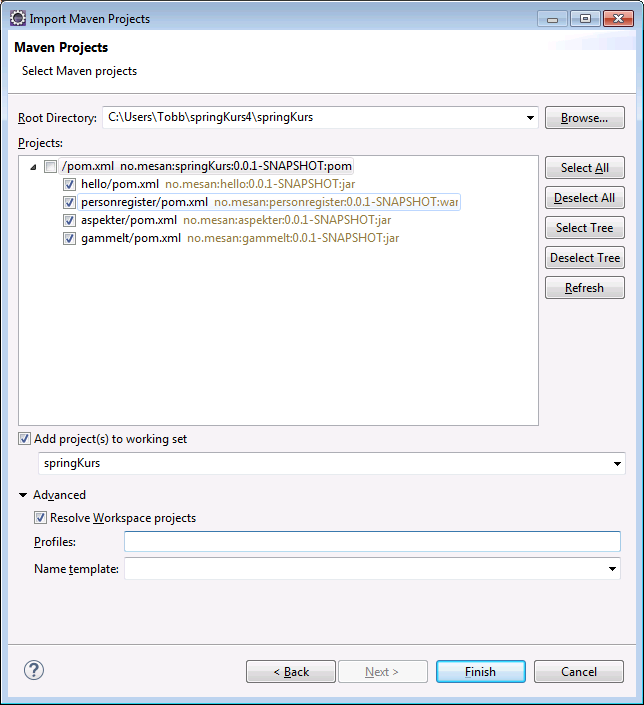 Import Maven Projects
Maven Projects
Select Maven projects
Root Directory: C:\Users\Tobb\springKurs4\springKurs Browse...
Projects:
/pom.xml no.mesan:springKurs:0.0.1-SNAPSHOT:pom
hello/pom.xml no.mesan:hello:0.0.1-SNAPSHOT:jar
personregister/pom.xml no.mesan:personregister:0.0.1-SNAPSHOT:war
aspekter/pom.xml no.mesan:aspekter:0.0.1-SNAPSHOT:jar
gammelt/pom.xml no.mesan:gammelt:0.0.1-SNAPSHOT:jar
Select All
Deselect All
Select Tree
Deselect Tree
Refresh
Add project(s) to working set
springKurs
Advanced
Resolve Workspace projects
Profiles:
Name template:
? < Back Next > Finish Cancel